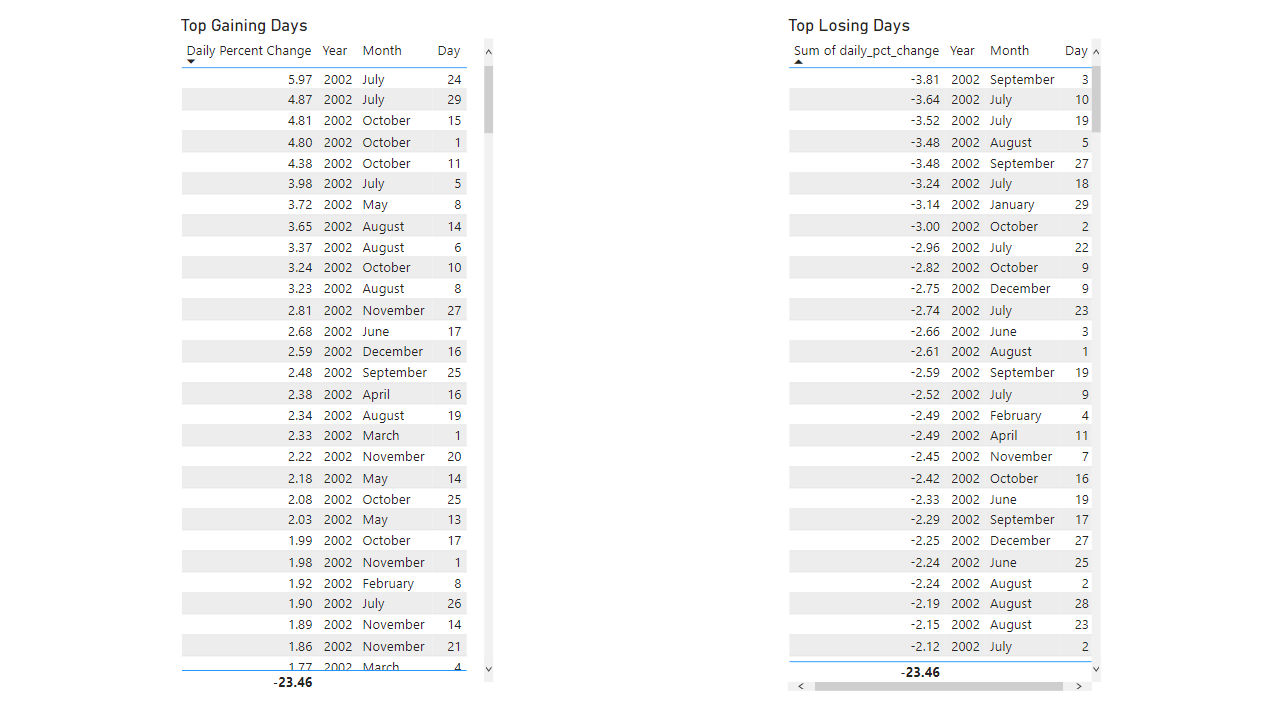 Top Gaining Days
Daily Percent Change Year Month Day
5.97 2002 July 24
4.87 2002 July 29
4.81 2002 October 15
4.80 2002 October 1
4.38 2002 October 11
3.98 2002 July 5
3.72 2002 May 8
3.65 2002 August 14
3.37 2002 August 6
3.24 2002 October 10
3.23 2002 August 8
2.81 2002 November 27
2.68 2002 June 17
2.59 2002 December 16
2.48 2002 September 25
2.38 2002 April 16
2.34 2002 August 19
2.33 2002 March 1
2.22 2002 November 20
2.18 2002 May 14
2.08 2002 October 25
2.03 2002 May 13
1.99 2002 October 17
1.98 2002 November 1
1.92 2002 February 8
1.90 2002 July 26
1.89 2002 November 14
1.86 2002 November 21
1.77 2002 March 4
-23.46
Top Losing Days
Sum of daily_pct_change Year Month Day
-3.81 2002 September 3
-3.64 2002 July 10
-3.52 2002 July 19
-3.48 2002 August 5
-3.48 2002 September 27
-3.24 2002 July 18
-3.14 2002 January 29
-3.00 2002 October 2
-2.96 2002 July 22
-2.82 2002 October 9
-2.75 2002 December 9
-2.74 2002 July 23
-2.66 2002 June 3
-2.61 2002 August 1
-2.59 2002 September 19
-2.52 2002 July 9
-2.49 2002 February 4
-2.49 2002 April 11
-2.45 2002 November 7
-2.42 2002 October 16
-2.33 2002 June 19
-2.29 2002 September 17
-2.25 2002 December 27
-2.24 2002 June 25
-2.24 2002 August 2
-2.19 2002 August 28
-2.15 2002 August 23
-2.12 2002 July 2
-23.46